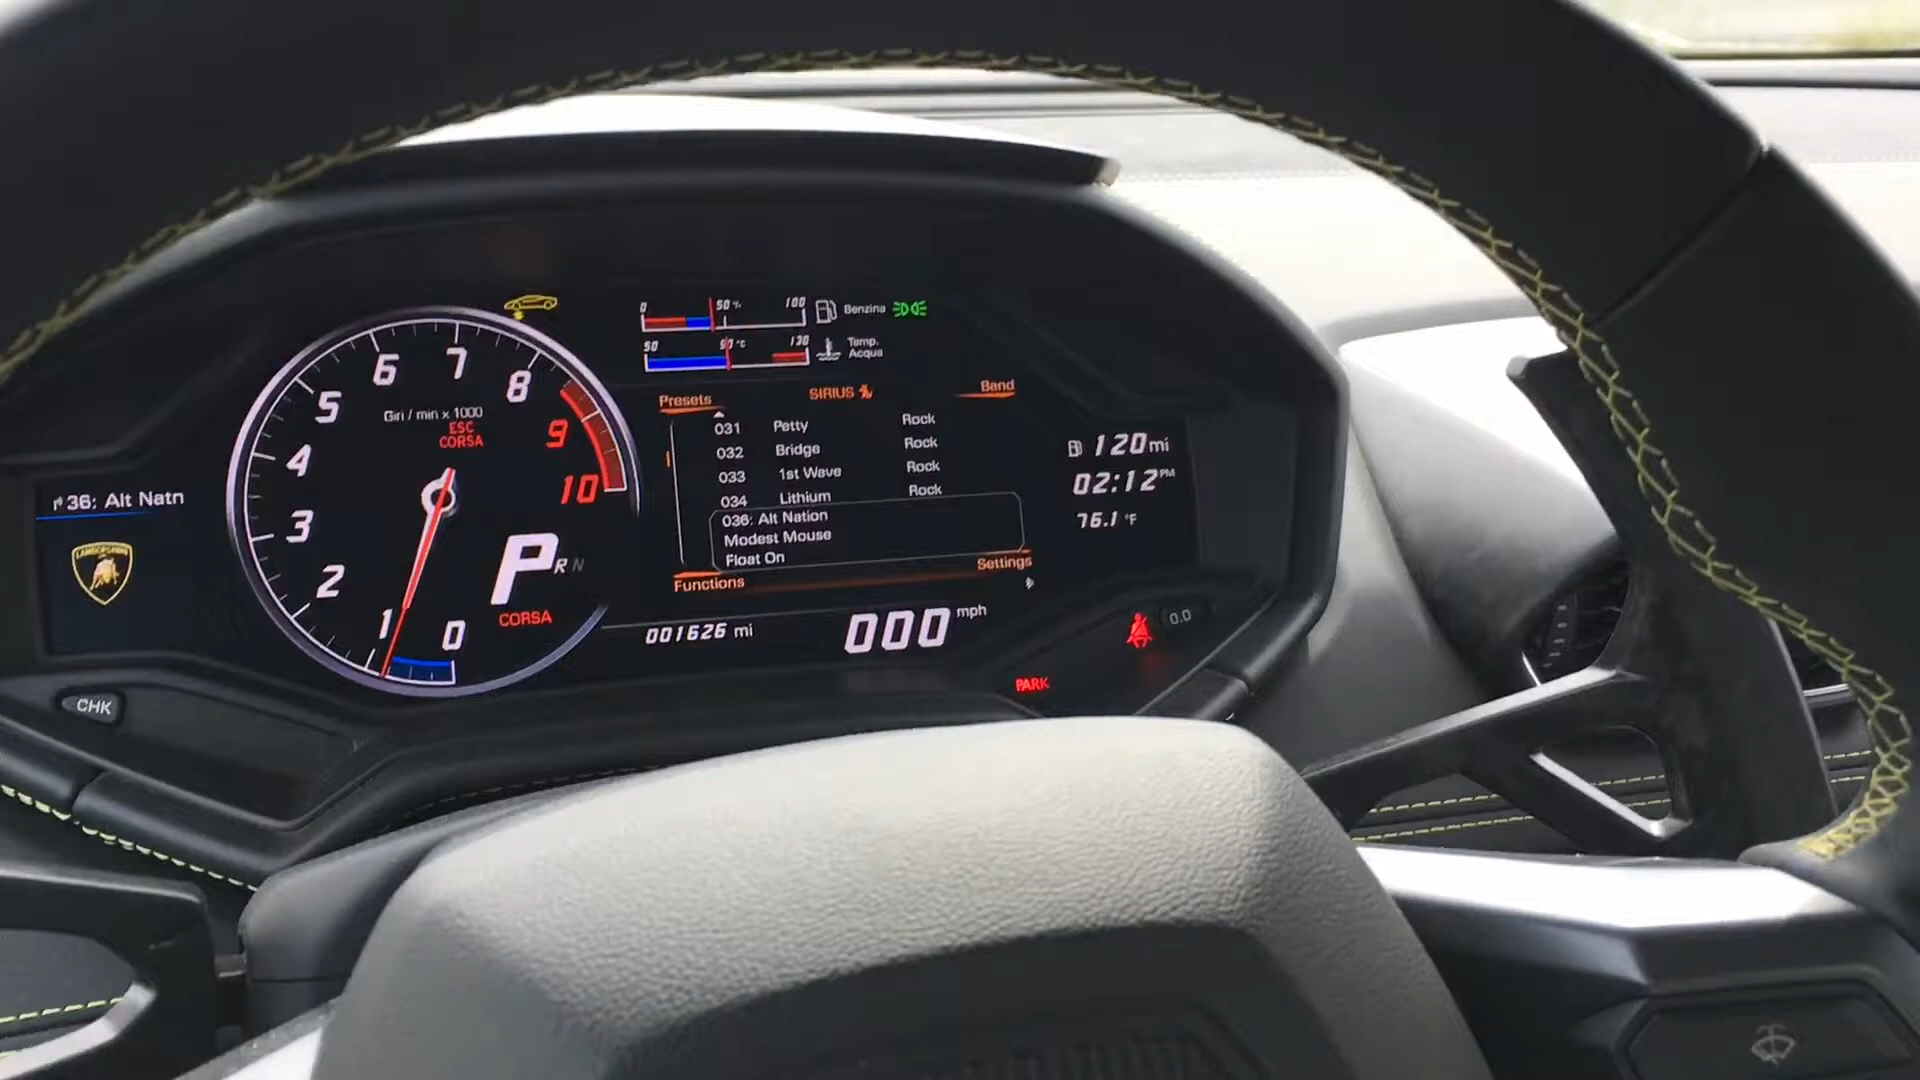 36: Alt Natn
LAMBORGHINI
CHK
0 1 2 3 4 5 6 7 8 9 10
Giri / min x 1000
ESC
CORSA
P R N
CORSA
0 50 % 100 Benzina
50 90 °C 130 Temp. Acqua
Presets SIRIUS Band
031 Petty Rock
032 Bridge Rock
033 1st Wave Rock
034 Lithium Rock
036: Alt Nation
Modest Mouse
Float On
Functions Settings
001626 mi 000 mph
120 mi
02:12 PM
76.1 °F
0.0
PARK